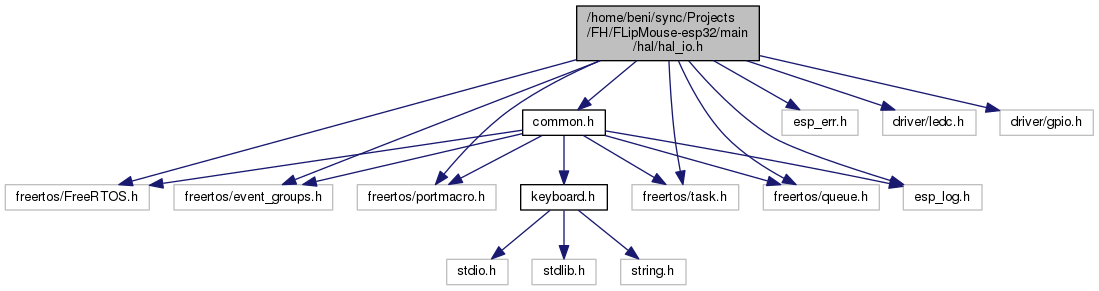 /home/beni/sync/Projects
/FH/FLipMouse-esp32/main
/hal/hal_io.h
common.h
esp_err.h
driver/ledc.h
driver/gpio.h
freertos/FreeRTOS.h
freertos/event_groups.h
freertos/portmacro.h
keyboard.h
freertos/task.h
freertos/queue.h
esp_log.h
stdio.h
stdlib.h
string.h